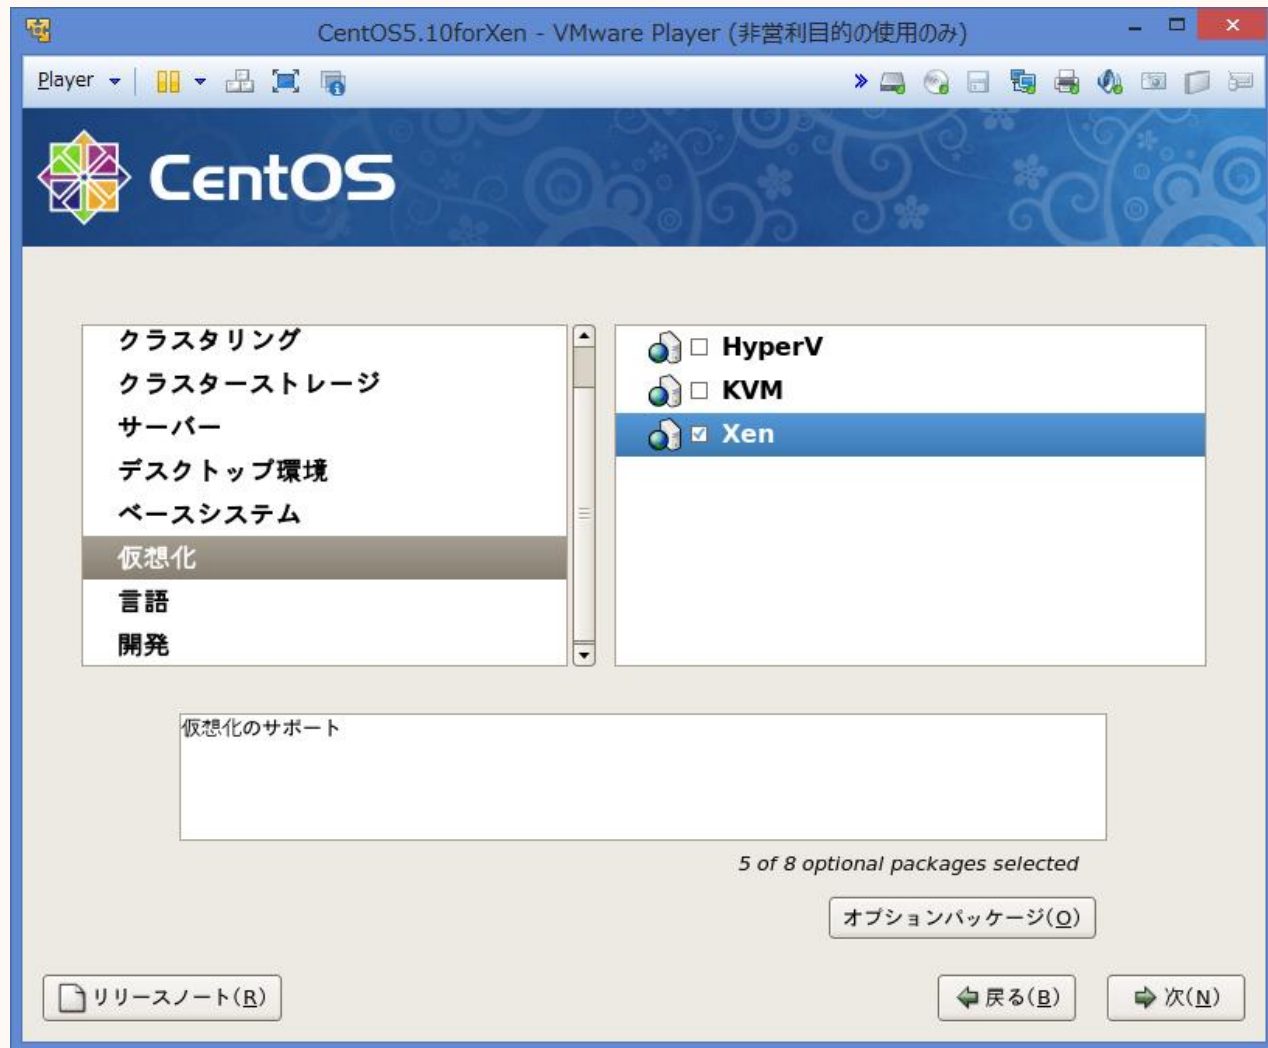 CentOS5.10forXen - VMware Player (非営利目的の使用のみ)
Player
CentOS
クラスタリング
クラスターストレージ
サーバー
デスクトップ環境
ベースシステム
仮想化
言語
開発
HyperV
KVM
Xen
仮想化のサポート
5 of 8 optional packages selected
オプションパッケージ(O)
リリースノート(R)
戻る(B)
次(N)